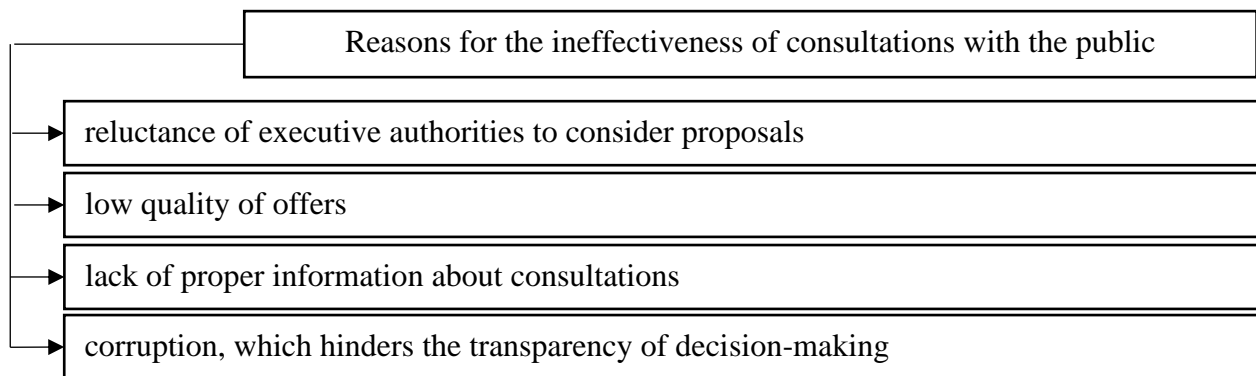 Reasons for the ineffectiveness of consultations with the public
reluctance of executive authorities to consider proposals
low quality of offers
lack of proper information about consultations
corruption, which hinders the transparency of decision-making